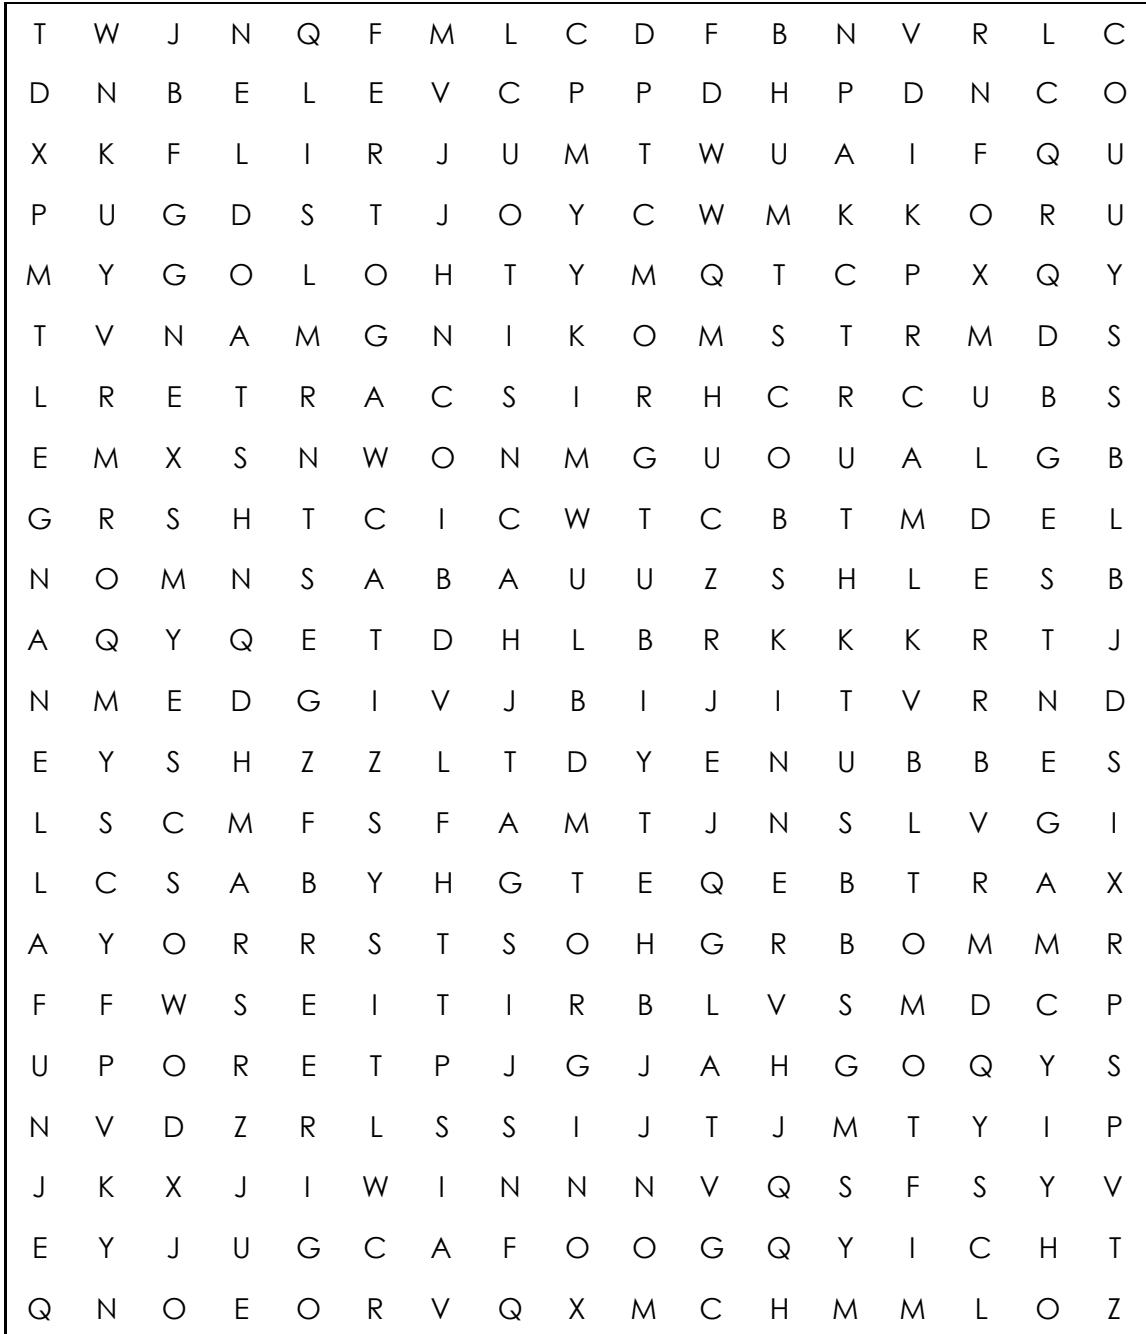 T W J N Q F M L C D F B N V R L C
D N B E L E V C P P D H P D N C O
X K F L I R J U M T W U A I F Q U
P U G D S T J O Y C W M K K O R U
M Y G O L O H T Y M Q T C P X Q Y
T V N A M G N I K O M S T R M D S
L R E T R A C S I R H C R C U B S
E M X S N W O N M G U O U A L G B
G R S H T C I C W T C B T M D E L
N O M N S A B A U U Z S H L E S B
A Q Y Q E T D H L B R K K K R T J
N M E D G I V J B I J I T V R N D
E Y S H Z Z L T D Y E N U B B E S
L S C M F S F A M T J N S L V G I
L C S A B Y H G T E Q E B T R A X
A Y O R R S T S O H G R B O M M R
F F W S E I T I R B L V S M D C P
U P O R E T P J G J A H G O Q Y S
N V D Z R L S S I J T J M T Y I P
J K X J I W I N N N V Q S F S Y V
E Y J U G C A F O O G Q Y I C H T
Q N O E O R V Q X M C H M M L O Z